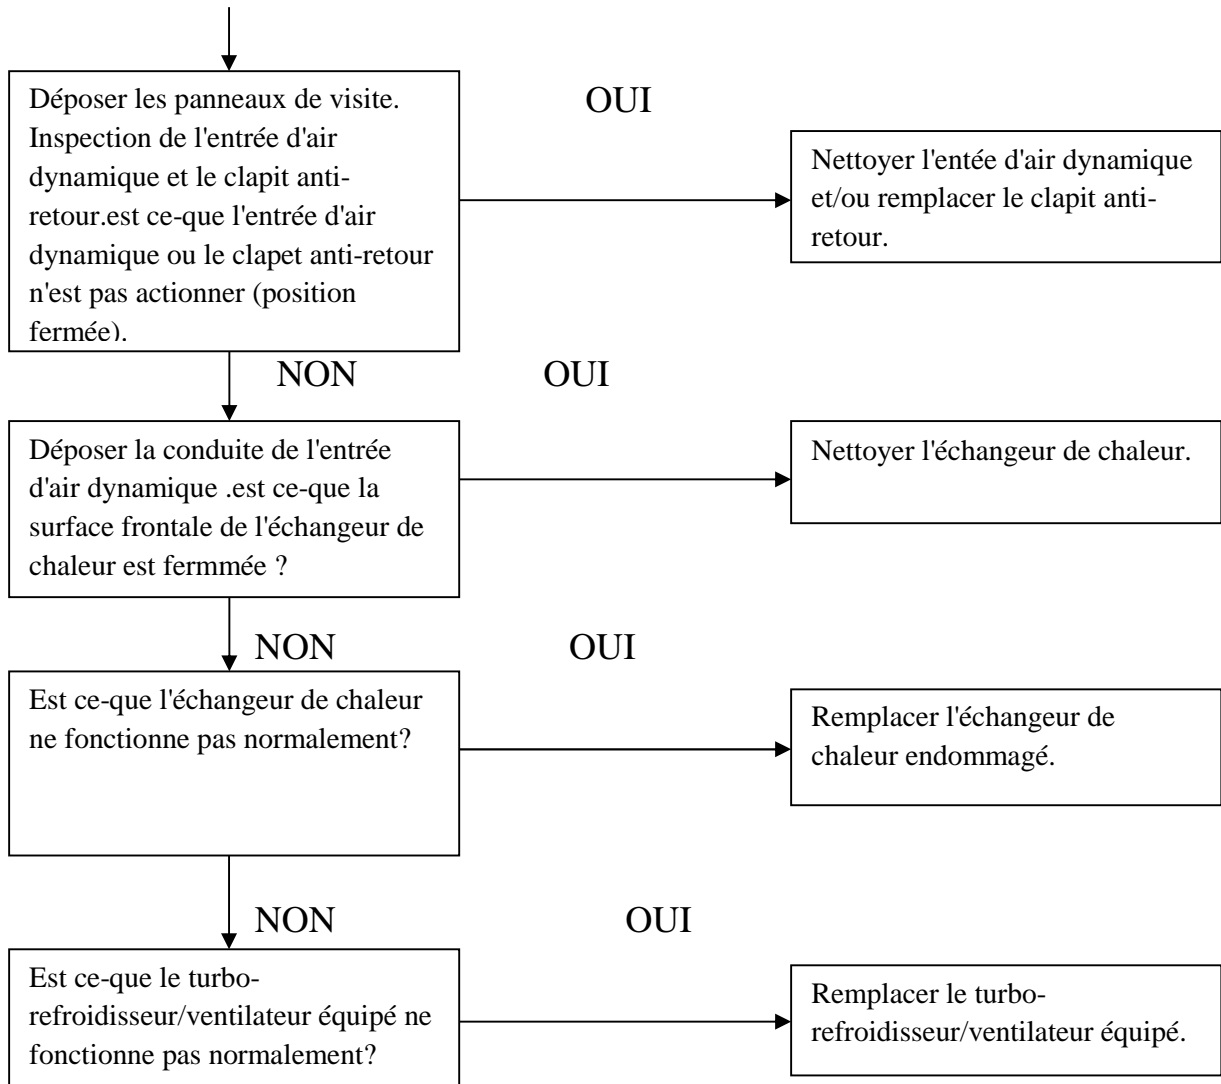 Déposer les panneaux de visite.
Inspection de l'entrée d'air
dynamique et le clapit anti-
retour.est ce-que l'entrée d'air
dynamique ou le clapet anti-retour
n'est pas actionner (position
fermée).
OUI
Nettoyer l'entée d'air dynamique
et/ou remplacer le clapit anti-
retour.
NON
OUI
Déposer la conduite de l'entrée
d'air dynamique .est ce-que la
surface frontale de l'échangeur de
chaleur est fermmée ?
Nettoyer l'échangeur de chaleur.
NON
OUI
Est ce-que l'échangeur de chaleur
ne fonctionne pas normalement?
Remplacer l'échangeur de
chaleur endommagé.
NON
OUI
Est ce-que le turbo-
refroidisseur/ventilateur équipé ne
fonctionne pas normalement?
Remplacer le turbo-
refroidisseur/ventilateur équipé.